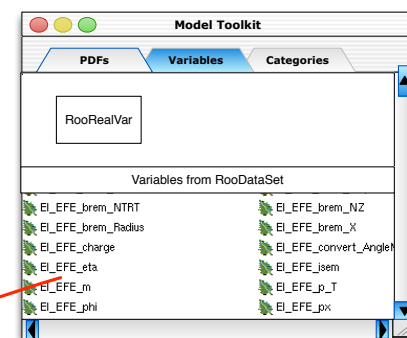 Model Toolkit
PDFs Variables Categories
RooRealVar
Variables from RooDataSet
El_EFE_brem_NTRT El_EFE_brem_NZ
El_EFE_brem_Radius El_EFE_brem_X
El_EFE_charge El_EFE_convert_Angle
El_EFE_eta El_EFE_isem
El_EFE_m El_EFE_p_T
El_EFE_phi El_EFE_px